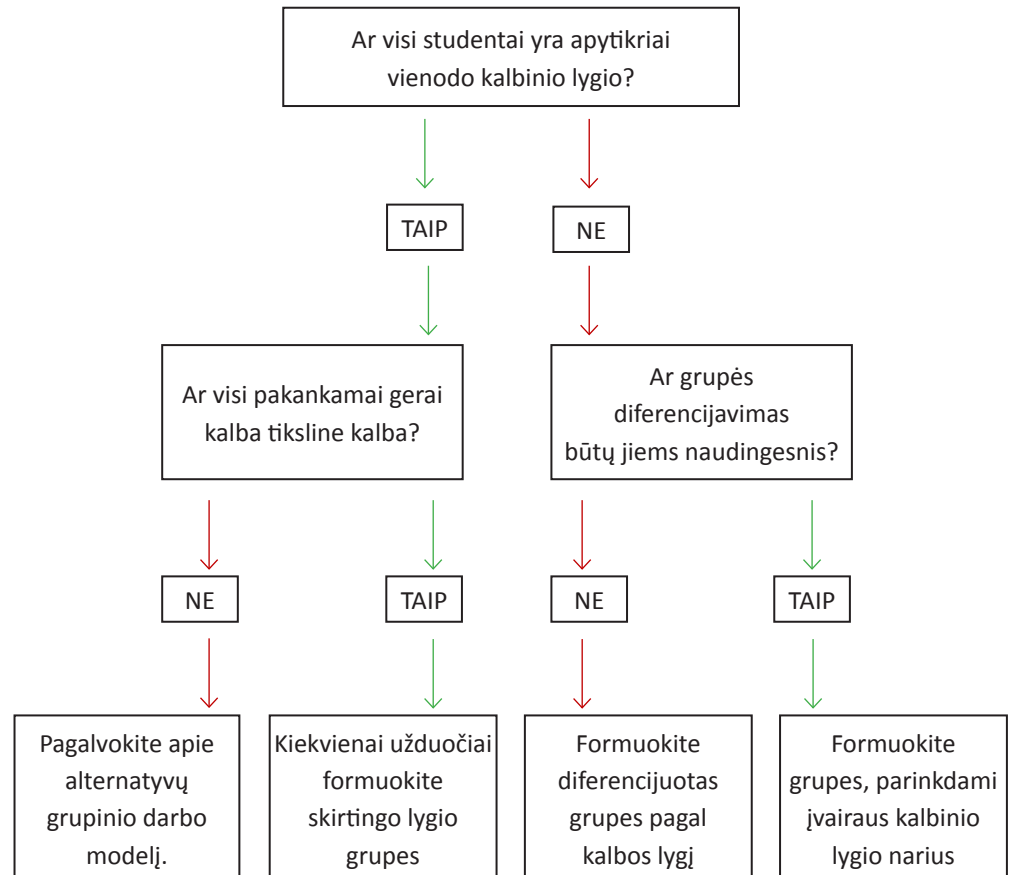 Ar visi studentai yra apytikriai
vienodo kalbinio lygio?
TAIP
NE
Ar visi pakankamai gerai
kalba tiksline kalba?
Ar grupės
diferencijavimas
būtų jiems naudingesnis?
NE
TAIP
NE
TAIP
Pagalvokite apie
alternatyvų
grupinio darbo
modelį.
Kiekvienai užduočiai
formuokite
skirtingo lygio
grupes
Formuokite
diferencijuotas
grupes pagal
kalbos lygį
Formuokite
grupes, parinkdami
įvairaus kalbinio
lygio narius